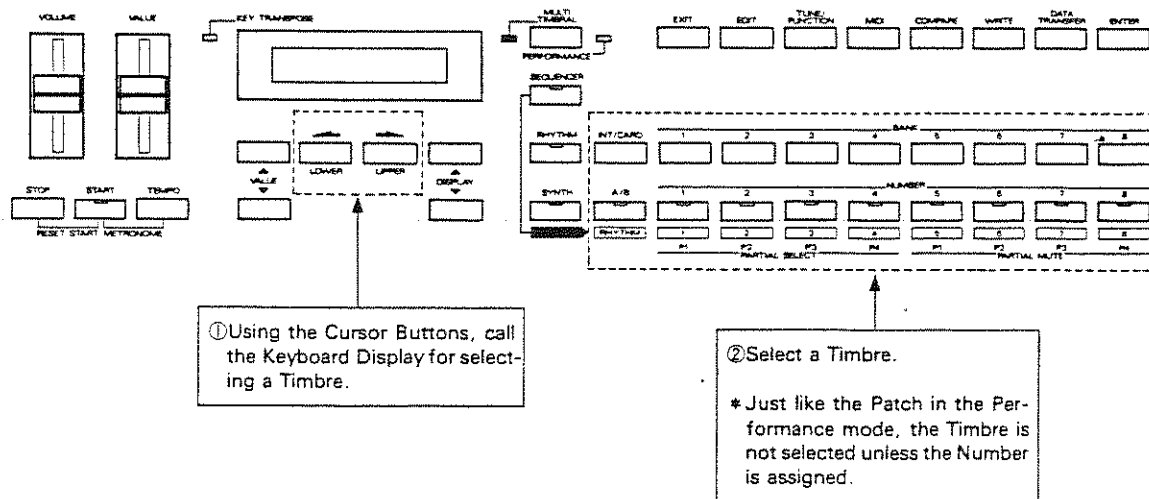 VOLUME VALUE KEY TRANSPOSE MULTI TIMBRAL EXIT EDIT TUNE/ FUNCTION MIDI COMPARE WRITE DATA TRANSFER ENTER
PERFORMANCE
SEQUENCER
BANK
RHYTHM INT/CARD 1 2 3 4 5 6 7 8
LOWER UPPER
VALUE DISPLAY
NUMBER
SYNTH A/B 1 2 3 4 5 6 7 8
STOP START TEMPO
RESET START METRONOME
RHYTHM 1 2 3 4 5 6 7 8
P1 P2 P3 P4 P1 P2 P3 P4
PARTIAL SELECT PARTIAL MUTE
①Using the Cursor Buttons, call
the Keyboard Display for select-
ing a Timbre.
②Select a Timbre.
* Just like the Patch in the Per-
formance mode, the Timbre is
not selected unless the Number
is assigned.